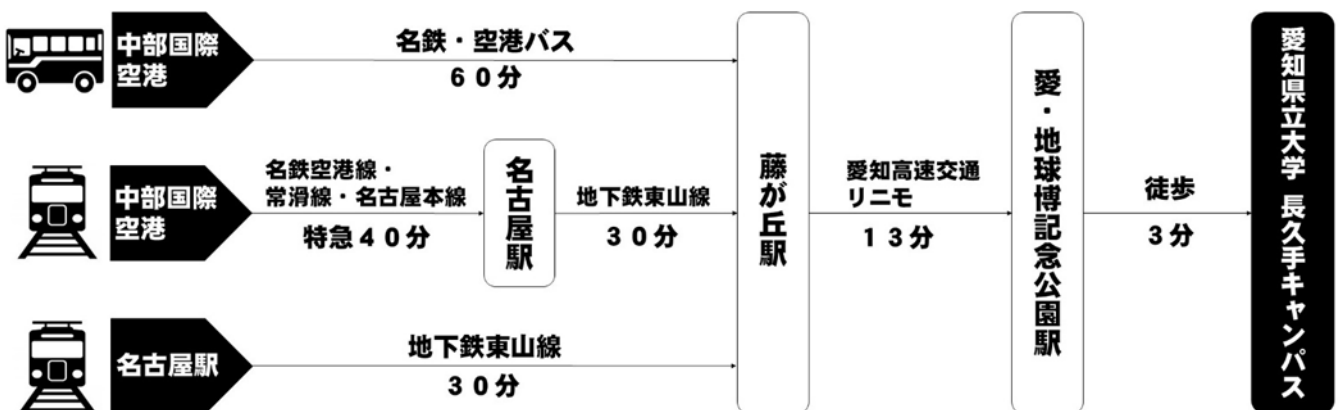 中部国際
空港
名鉄・空港バス
６０分
中部国際
空港
名鉄空港線・
常滑線・名古屋本線
特急４０分
名古屋駅
地下鉄東山線
３０分
名古屋駅
地下鉄東山線
３０分
藤が丘駅
愛知高速交通
リニモ
１３分
愛・地球博記念公園駅
徒歩
３分
愛知県立大学 長久手キャンパス